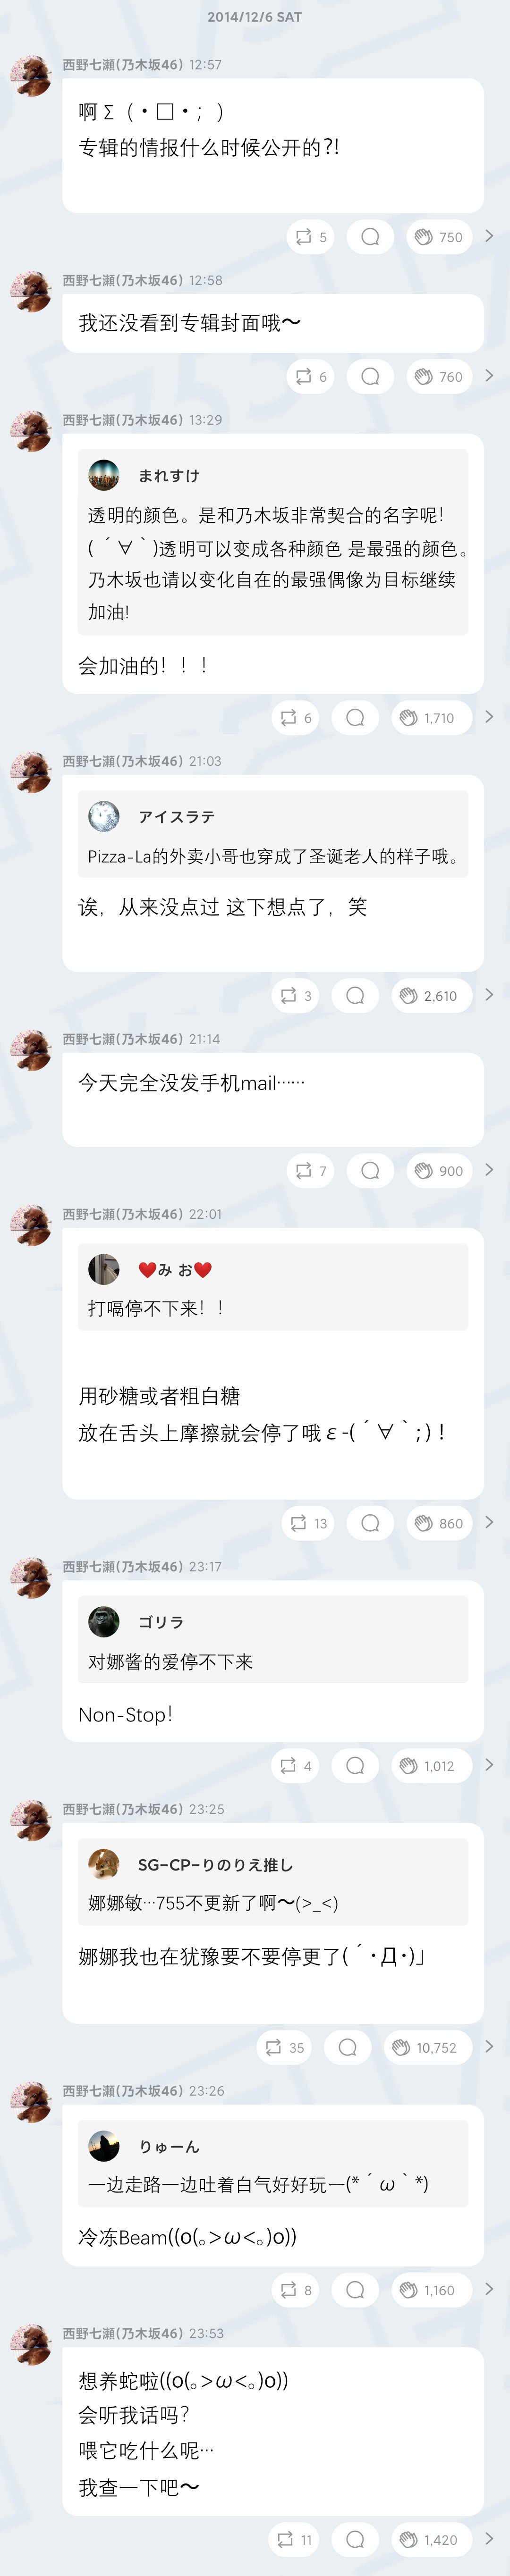 2014/12/6 SAT
西野七瀬(乃木坂46) 12:57
啊Σ（・□・；）
专辑的情报什么时候公开的?!
5 750
西野七瀬(乃木坂46) 12:58
我还没看到专辑封面哦～
6 760
西野七瀬(乃木坂46) 13:29
まれすけ
透明的颜色。是和乃木坂非常契合的名字呢！
(´∀`)透明可以变成各种颜色 是最强的颜色。
乃木坂也请以变化自在的最强偶像为目标继续
加油!
会加油的！！！
6 1,710
西野七瀬(乃木坂46) 21:03
アイスラテ
Pizza-La的外卖小哥也穿成了圣诞老人的样子哦。
诶，从来没点过 这下想点了，笑
3 2,610
西野七瀬(乃木坂46) 21:14
今天完全没发手机mail……
7 900
西野七瀬(乃木坂46) 22:01
❤️み お❤️
打嗝停不下来！！
用砂糖或者粗白糖
放在舌头上摩擦就会停了哦ε-(´∀`;)！
13 860
西野七瀬(乃木坂46) 23:17
ゴリラ
对娜酱的爱停不下来
Non-Stop！
4 1,012
西野七瀬(乃木坂46) 23:25
SG-CP-りのりえ推し
娜娜敏…755不更新了啊～(>_<)
娜娜我也在犹豫要不要停更了(´･Д･)」
35 10,752
西野七瀬(乃木坂46) 23:26
りゅーん
一边走路一边吐着白气好好玩ー(*´ω`*)
冷冻Beam((o(｡>ω<｡)o))
8 1,160
西野七瀬(乃木坂46) 23:53
想养蛇啦((o(｡>ω<｡)o))
会听我话吗？
喂它吃什么呢…
我查一下吧～
11 1,420